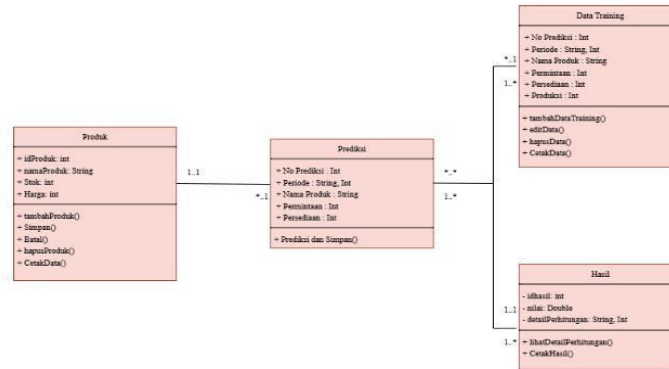 Data Training
+ No Prediksi : Int
+ Periode : String, Int
+ Nama Produk : String
+ Permintaan : Int
+ Persediaan : Int
+ Produksi : Int
+ tambahDataTraining()
+ editData()
+ hapusData()
+ CetakData()
*..1
1..*
Produk
+ idProduk: int
+ namaProduk: String
+ Stok: int
+ Harga: int
+ tambahProduk()
+ Simpan()
+ Batal()
+ hapusProduk()
+ CetakData()
1..1
*..1
Prediksi
+ No Prediksi : Int
+ Periode : String, Int
+ Nama Produk : String
+ Permintaan : Int
+ Persediaan : Int
+ Prediksi dan Simpan()
*..*
1..*
Hasil
- idhasil: int
- nilai: Double
- detailPerhitungan: String, Int
+ lihatDetailPerhitungan()
+ CetakHasil()
1..1
1..*